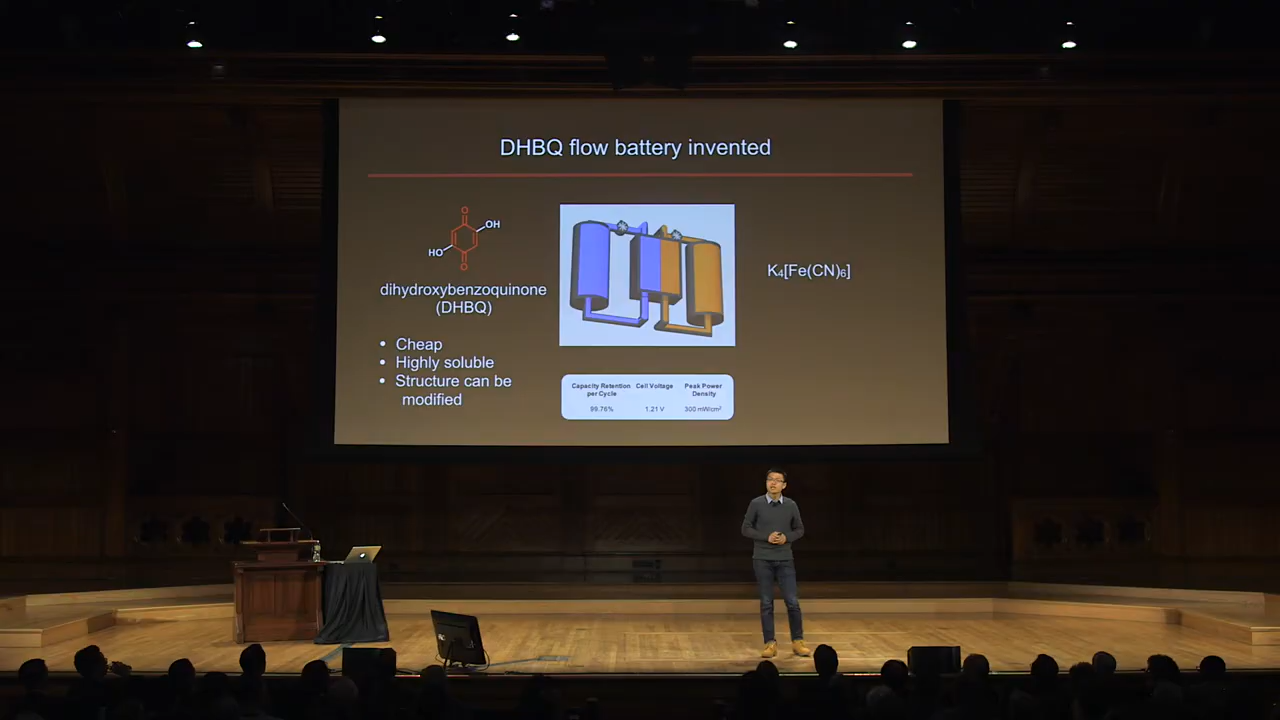 DHBQ flow battery invented
O
OH
HO
O
dihydroxybenzoquinone
(DHBQ)
• Cheap
• Highly soluble
• Structure can be
modified
K₄[Fe(CN)₆]
Capacity Retention per Cycle
Cell Voltage
Peak Power Density
99.76%
1.21 V
300 mW/cm²